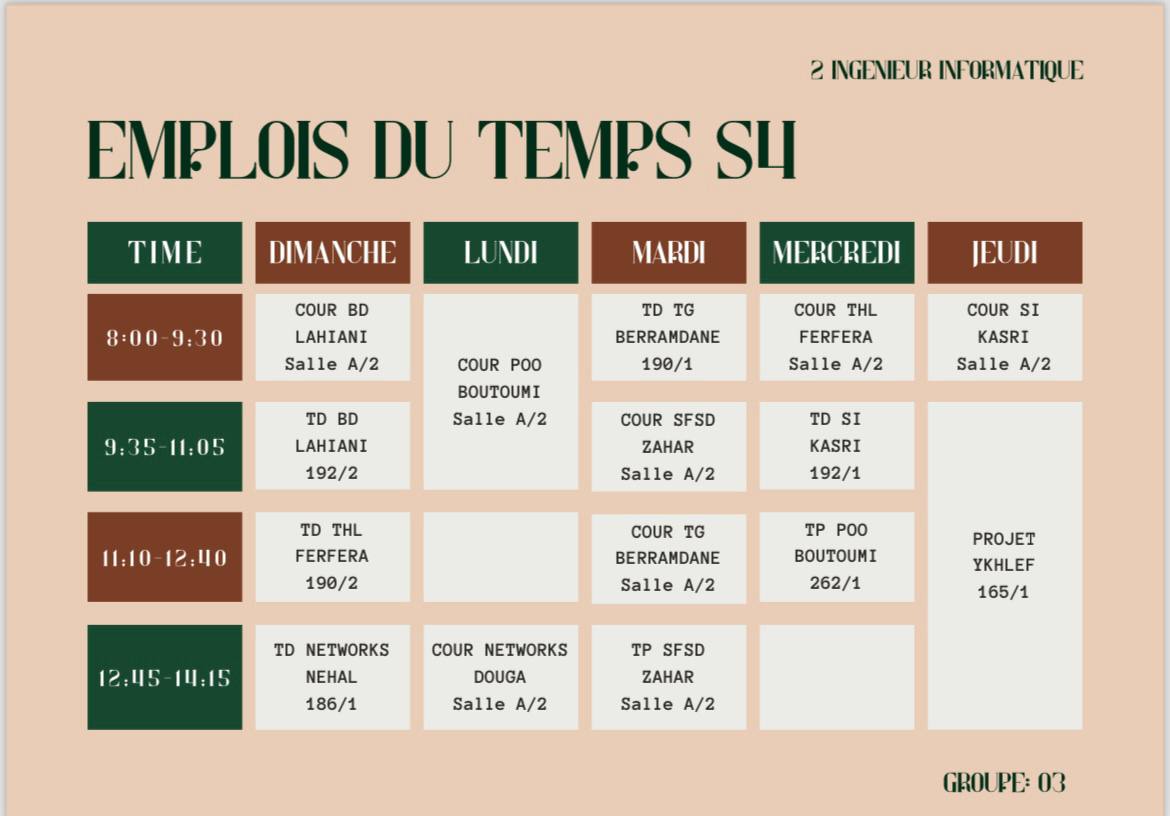 2 INGENIEUR INFORMATIQUE
EMPLOIS DU TEMPS S4
TIME
DIMANCHE
LUNDI
MARDI
MERCREDI
JEUDI
8:00-9:30
COUR BD
LAHIANI
Salle A/2
COUR POO
BOUTOUMI
Salle A/2
TD TG
BERRAMDANE
190/1
COUR THL
FERFERA
Salle A/2
COUR SI
KASRI
Salle A/2
9:35-11:05
TD BD
LAHIANI
192/2
COUR SFSD
ZAHAR
Salle A/2
TD SI
KASRI
192/1
PROJET
YKHLEF
165/1
11:10-12:40
TD THL
FERFERA
190/2
COUR TG
BERRAMDANE
Salle A/2
TP POO
BOUTOUMI
262/1
12:45-14:15
TD NETWORKS
NEHAL
186/1
COUR NETWORKS
DOUGA
Salle A/2
TP SFSD
ZAHAR
Salle A/2
GROUPE: 03